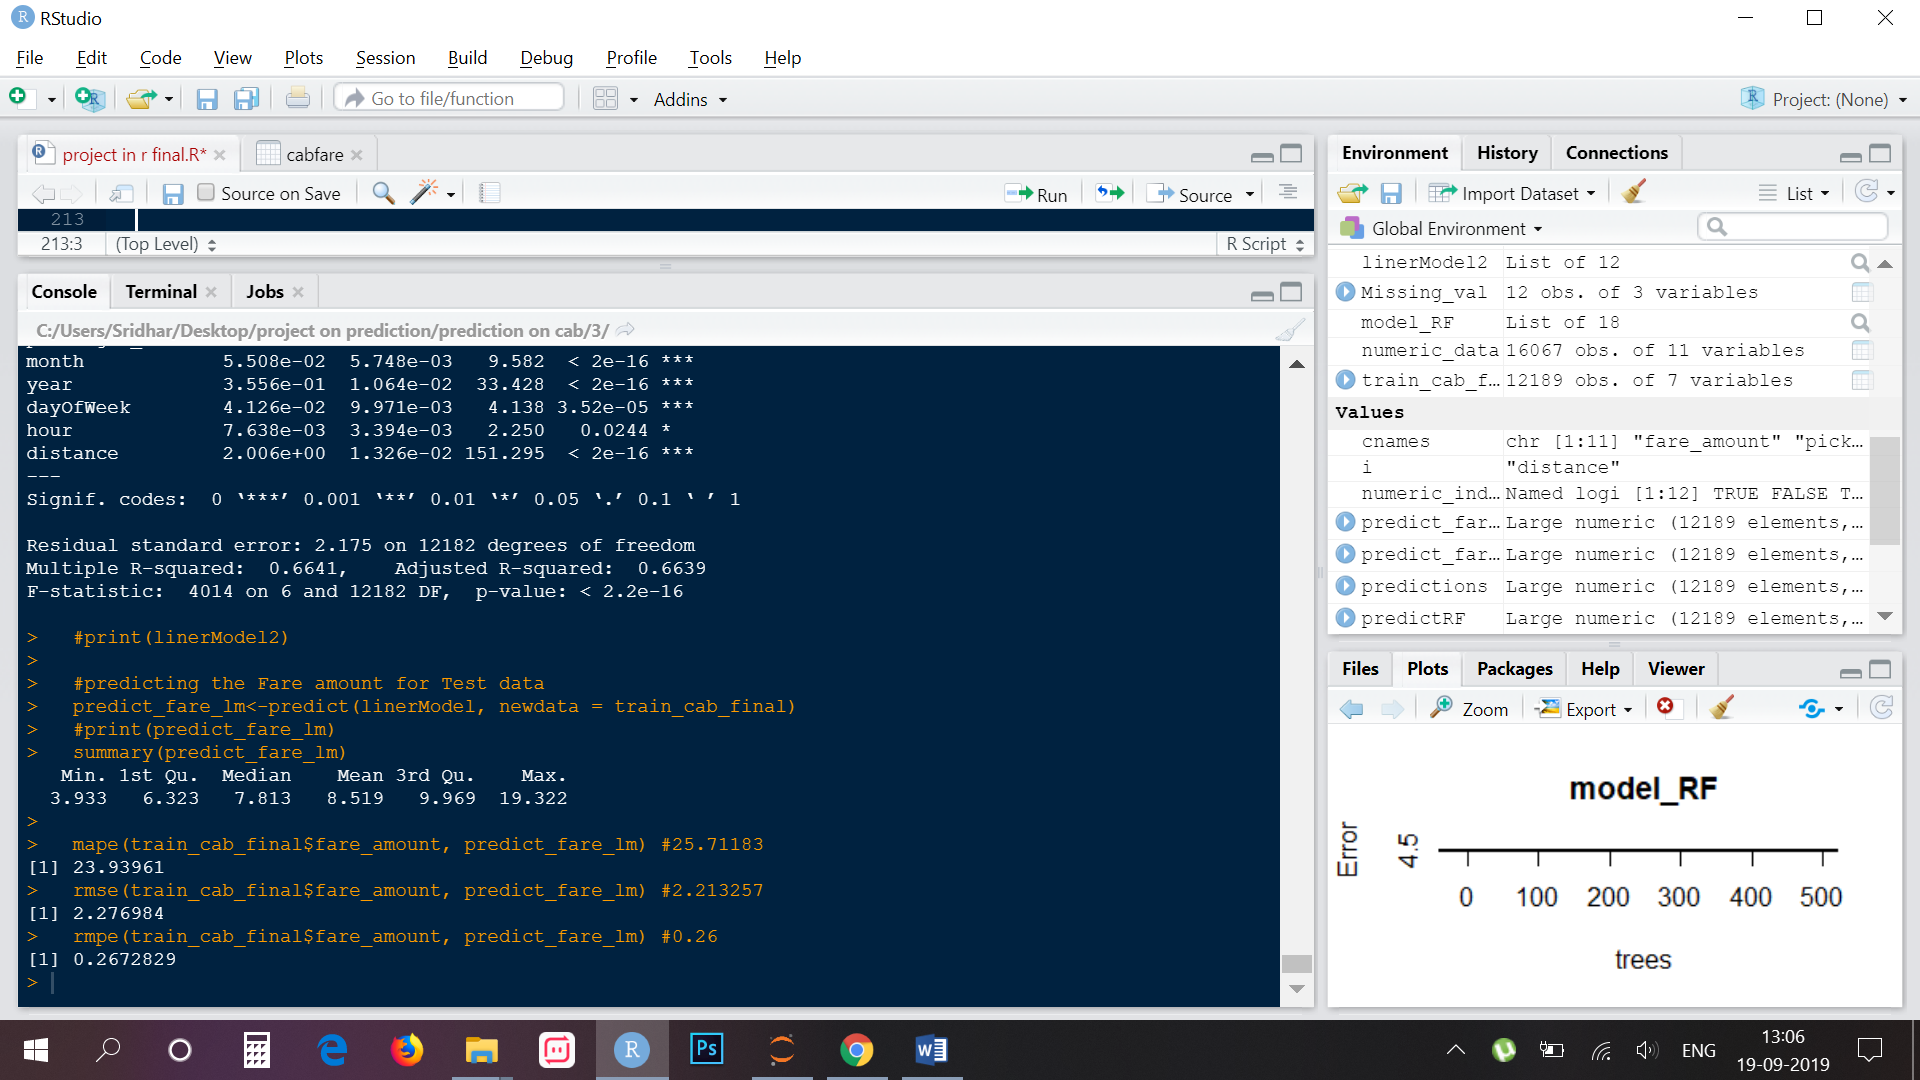 RStudio
File Edit Code View Plots Session Build Debug Profile Tools Help
Go to file/function
Addins
Project: (None)
project in r final.R*
cabfare
Source on Save
Run
Source
213
213:3
(Top Level)
R Script
Console Terminal Jobs
C:/Users/Sridhar/Desktop/project on prediction/prediction on cab/3/
month 5.508e-02 5.748e-03 9.582 < 2e-16 ***
year 3.556e-01 1.064e-02 33.428 < 2e-16 ***
dayOfWeek 4.126e-02 9.971e-03 4.138 3.52e-05 ***
hour 7.638e-03 3.394e-03 2.250 0.0244 *
distance 2.006e+00 1.326e-02 151.295 < 2e-16 ***
---
Signif. codes: 0 ‘***’ 0.001 ‘**’ 0.01 ‘*’ 0.05 ‘.’ 0.1 ‘ ’ 1
Residual standard error: 2.175 on 12182 degrees of freedom
Multiple R-squared: 0.6641, Adjusted R-squared: 0.6639
F-statistic: 4014 on 6 and 12182 DF, p-value: < 2.2e-16
> #print(linerModel2)
>
> #predicting the Fare amount for Test data
> predict_fare_lm<-predict(linerModel, newdata = train_cab_final)
> #print(predict_fare_lm)
> summary(predict_fare_lm)
Min. 1st Qu. Median Mean 3rd Qu. Max.
3.933 6.323 7.813 8.519 9.969 19.322
>
> mape(train_cab_final$fare_amount, predict_fare_lm) #25.71183
[1] 23.93961
> rmse(train_cab_final$fare_amount, predict_fare_lm) #2.213257
[1] 2.276984
> rmpe(train_cab_final$fare_amount, predict_fare_lm) #0.26
[1] 0.2672829
>
Environment History Connections
Import Dataset
List
Global Environment
linerModel2 List of 12
Missing_val 12 obs. of 3 variables
model_RF List of 18
numeric_data 16067 obs. of 11 variables
train_cab_f… 12189 obs. of 7 variables
Values
cnames chr [1:11] "fare_amount" "pick…
i "distance"
numeric_ind… Named logi [1:12] TRUE FALSE T…
predict_far… Large numeric (12189 elements,…
predict_far… Large numeric (12189 elements,…
predictions Large numeric (12189 elements,…
predictRF Large numeric (12189 elements,…
Files Plots Packages Help Viewer
Zoom
Export
model_RF
Error
4.5
0 100 200 300 400 500
trees
R
Ps
W
ENG
13:06
19-09-2019